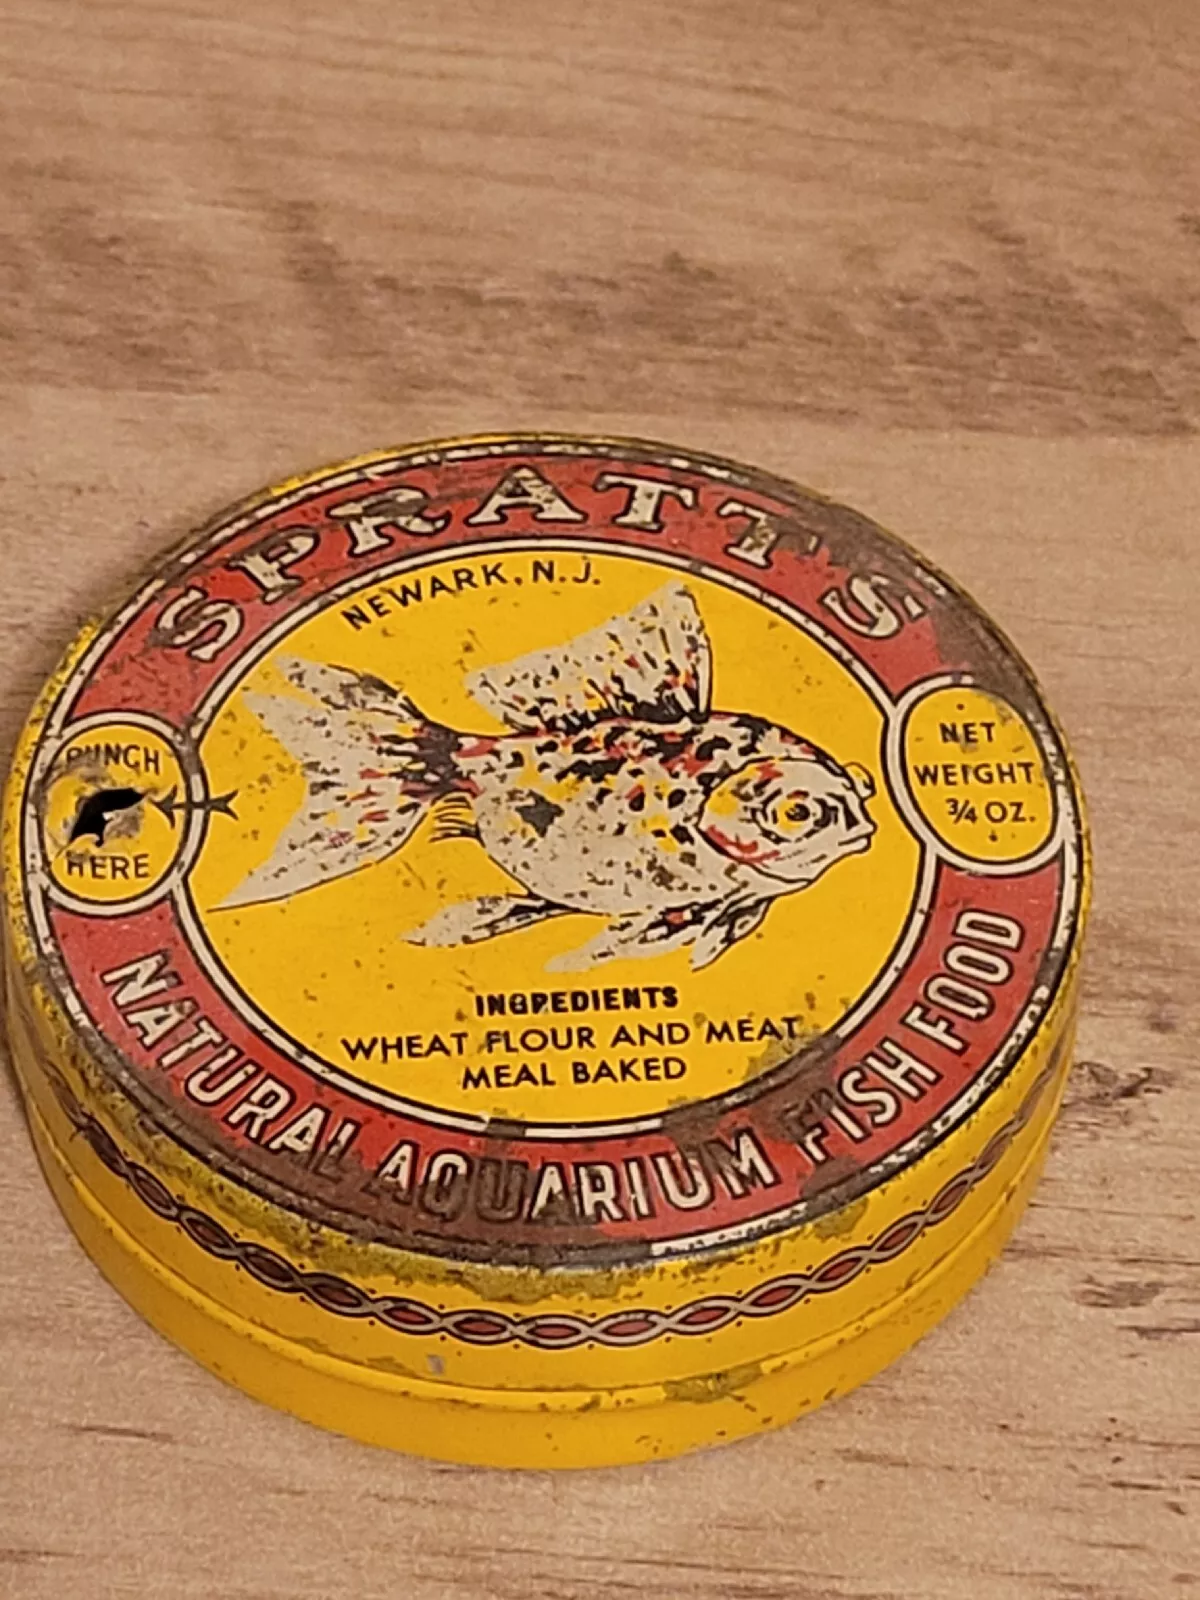 SPRATT'S
NEWARK, N.J.
PUNCH
HERE
NET
WEIGHT
3/4 OZ.
INGREDIENTS
WHEAT FLOUR AND MEAT
MEAL BAKED
NATURAL AQUARIUM FISH FOOD